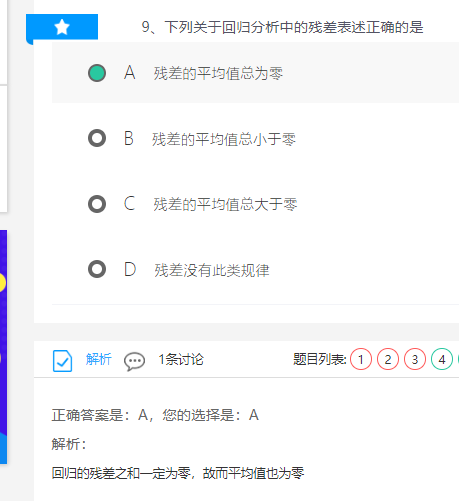 9、下列关于回归分析中的残差表述正确的是
A 残差的平均值总为零
B 残差的平均值总小于零
C 残差的平均值总大于零
D 残差没有此类规律
解析 1条讨论 题目列表: 1 2 3 4
正确答案是：A，您的选择是：A
解析：
回归的残差之和一定为零，故而平均值也为零